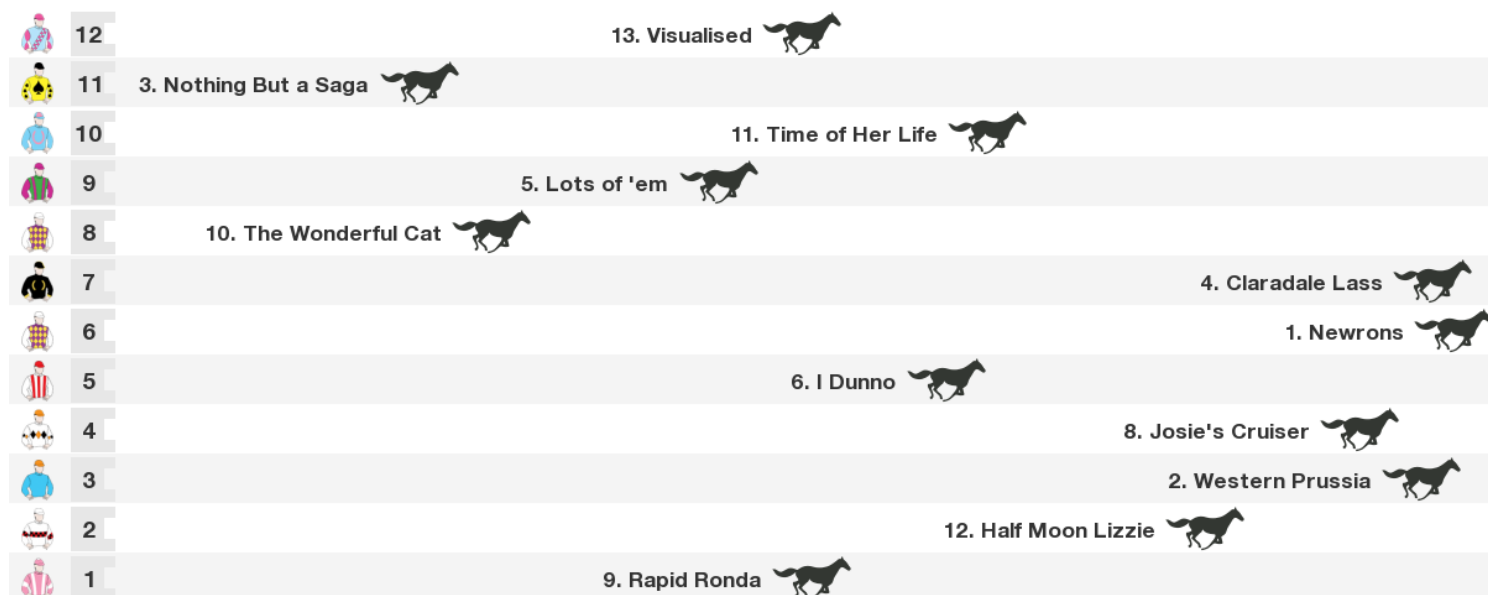 12 13. Visualised
11 3. Nothing But a Saga
10 11. Time of Her Life
9 5. Lots of 'em
8 10. The Wonderful Cat
7 4. Claradale Lass
6 1. Newrons
5 6. I Dunno
4 8. Josie's Cruiser
3 2. Western Prussia
2 12. Half Moon Lizzie
1 9. Rapid Ronda